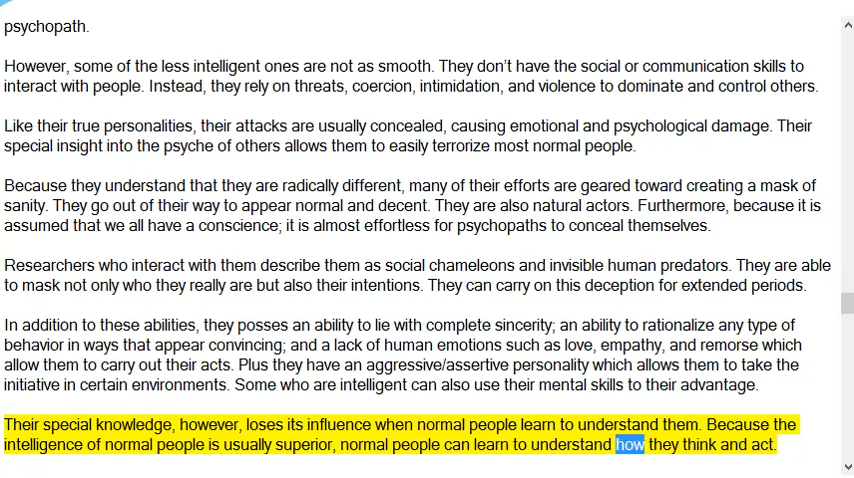 psychopath.
However, some of the less intelligent ones are not as smooth. They don't have the social or communication skills to
interact with people. Instead, they rely on threats, coercion, intimidation, and violence to dominate and control others.
Like their true personalities, their attacks are usually concealed, causing emotional and psychological damage. Their
special insight into the psyche of others allows them to easily terrorize most normal people.
Because they understand that they are radically different, many of their efforts are geared toward creating a mask of
sanity. They go out of their way to appear normal and decent. They are also natural actors. Furthermore, because it is
assumed that we all have a conscience; it is almost effortless for psychopaths to conceal themselves.
Researchers who interact with them describe them as social chameleons and invisible human predators. They are able
to mask not only who they really are but also their intentions. They can carry on this deception for extended periods.
In addition to these abilities, they posses an ability to lie with complete sincerity; an ability to rationalize any type of
behavior in ways that appear convincing; and a lack of human emotions such as love, empathy, and remorse which
allow them to carry out their acts. Plus they have an aggressive/assertive personality which allows them to take the
initiative in certain environments. Some who are intelligent can also use their mental skills to their advantage.
Their special knowledge, however, loses its influence when normal people learn to understand them. Because the
intelligence of normal people is usually superior, normal people can learn to understand how they think and act.